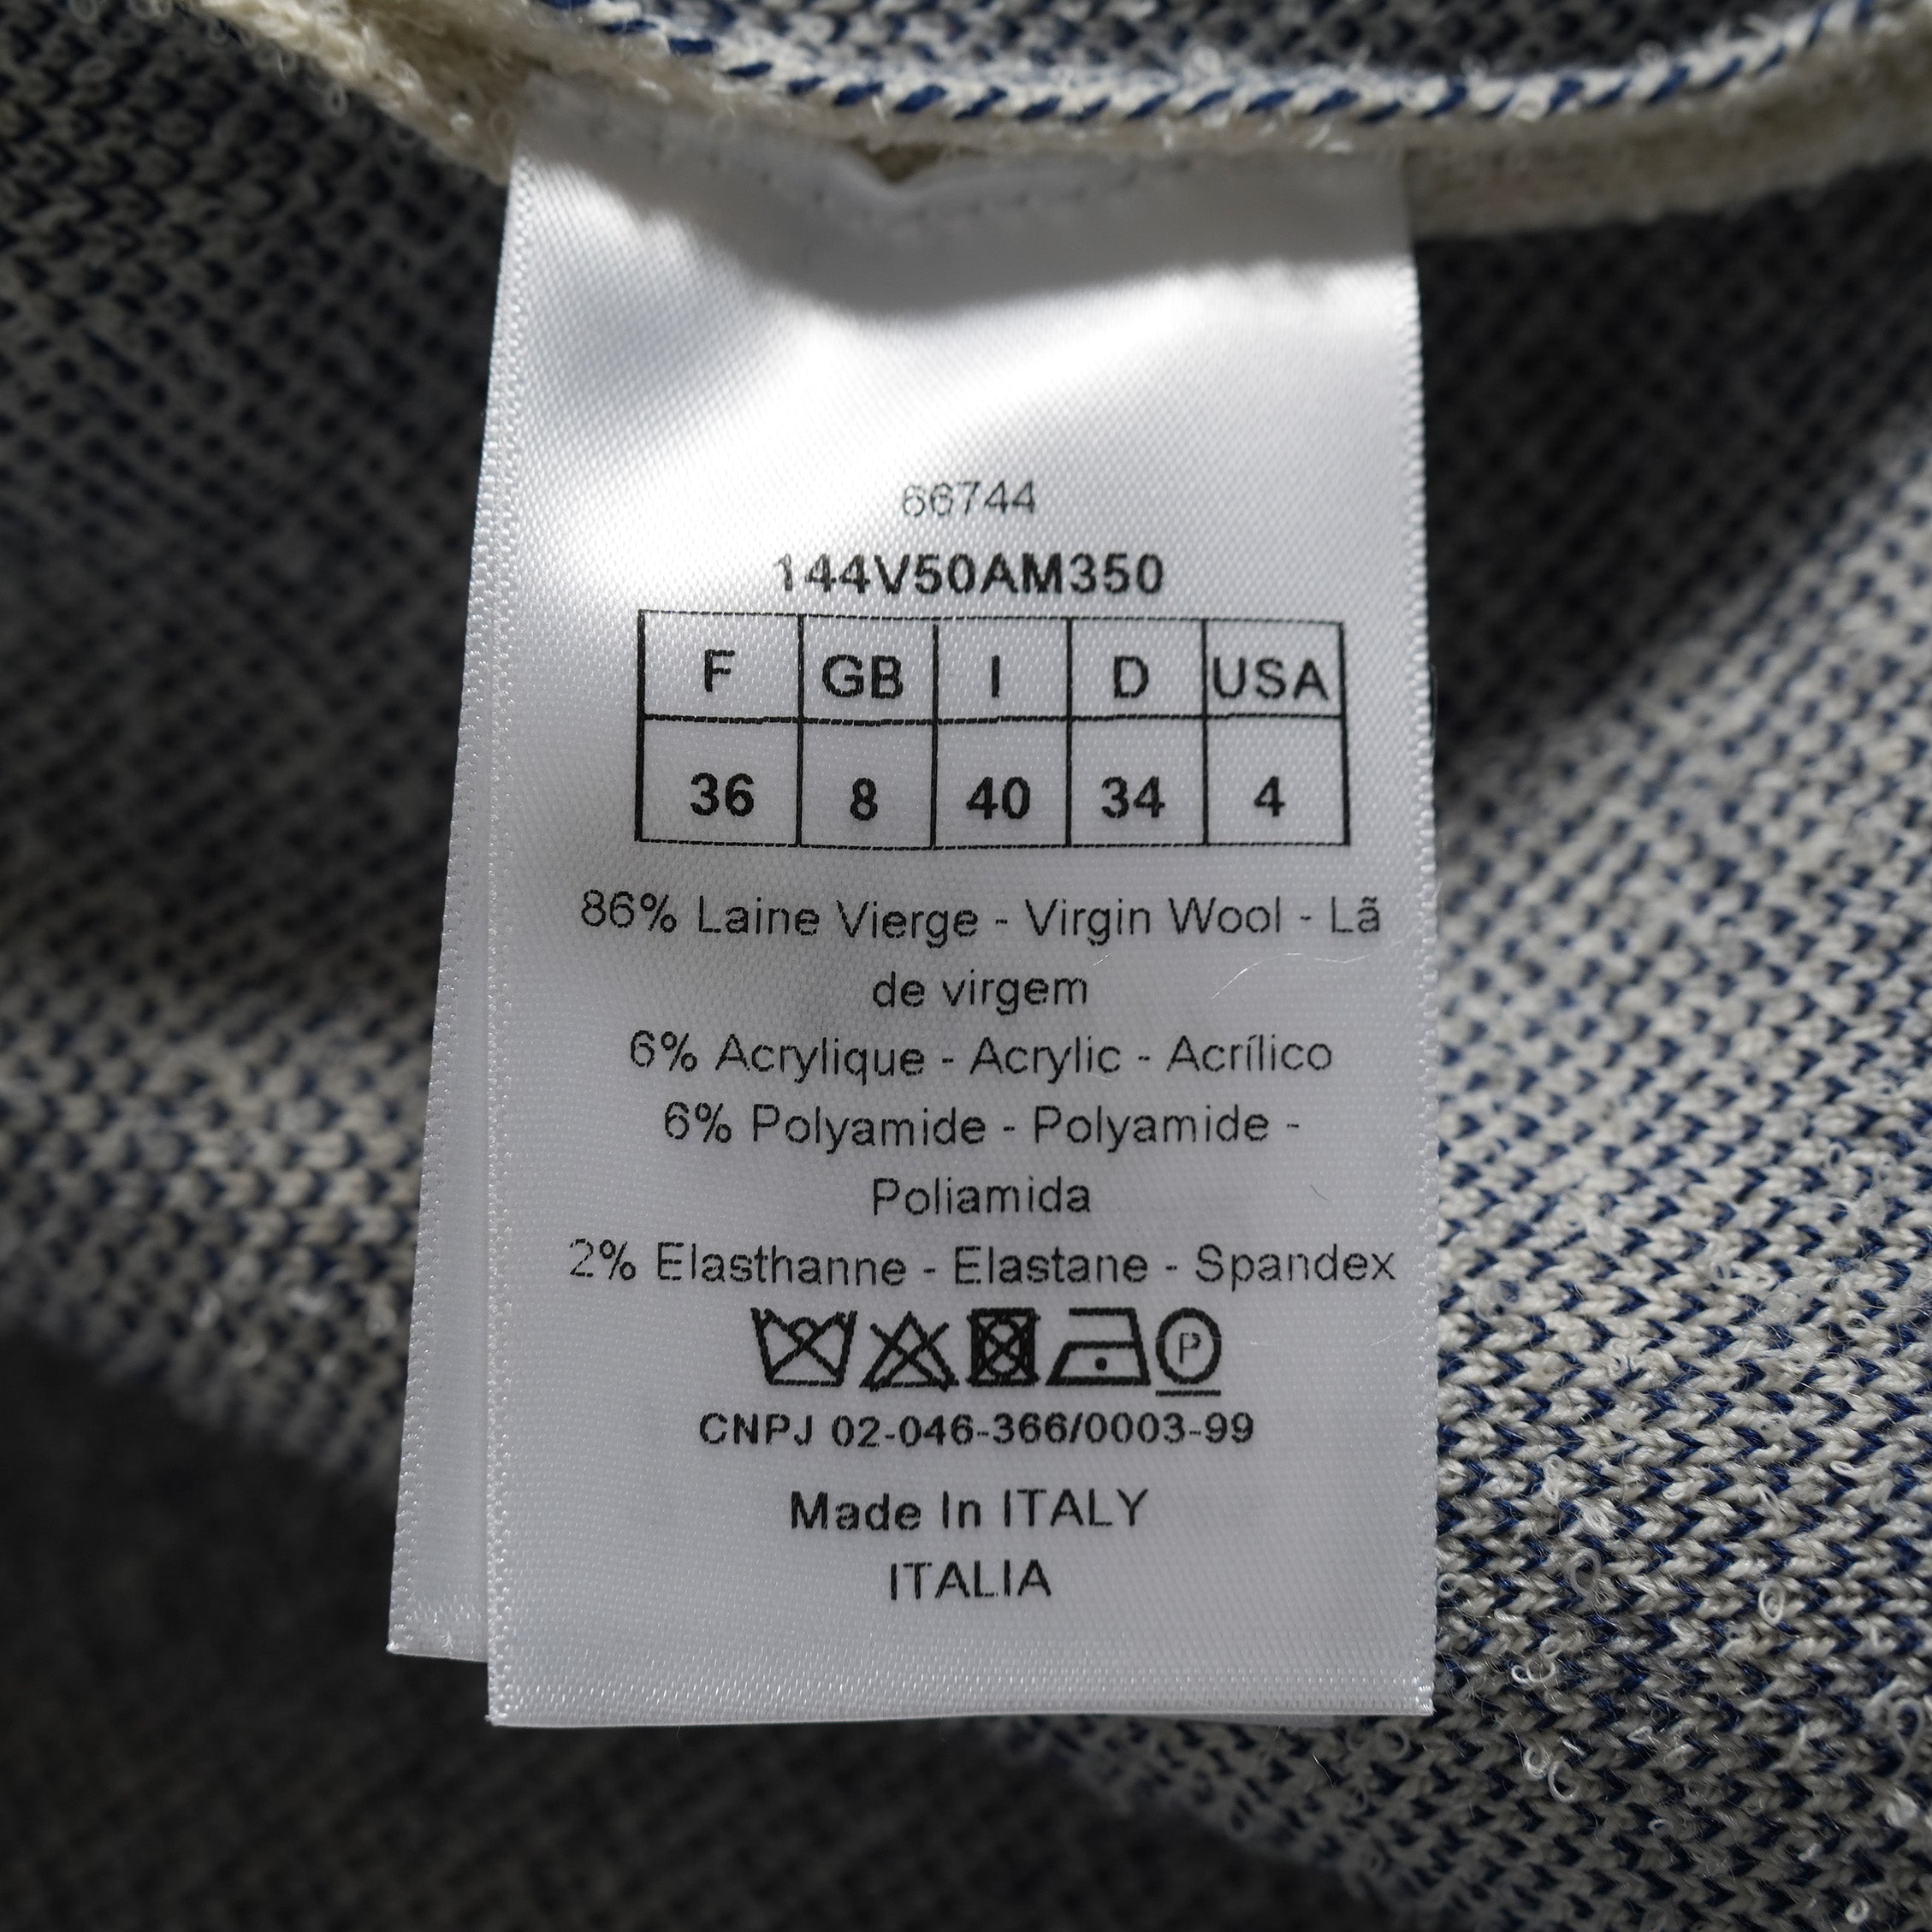 66744
144V50AM350
F GB I D USA
36 8 40 34 4
86% Laine Vierge - Virgin Wool - Lã
de virgem
6% Acrylique - Acrylic - Acrílico
6% Polyamide - Polyamide -
Poliamida
2% Elasthanne - Elastane - Spandex
P
CNPJ 02-046-366/0003-99
Made In ITALY
ITALIA